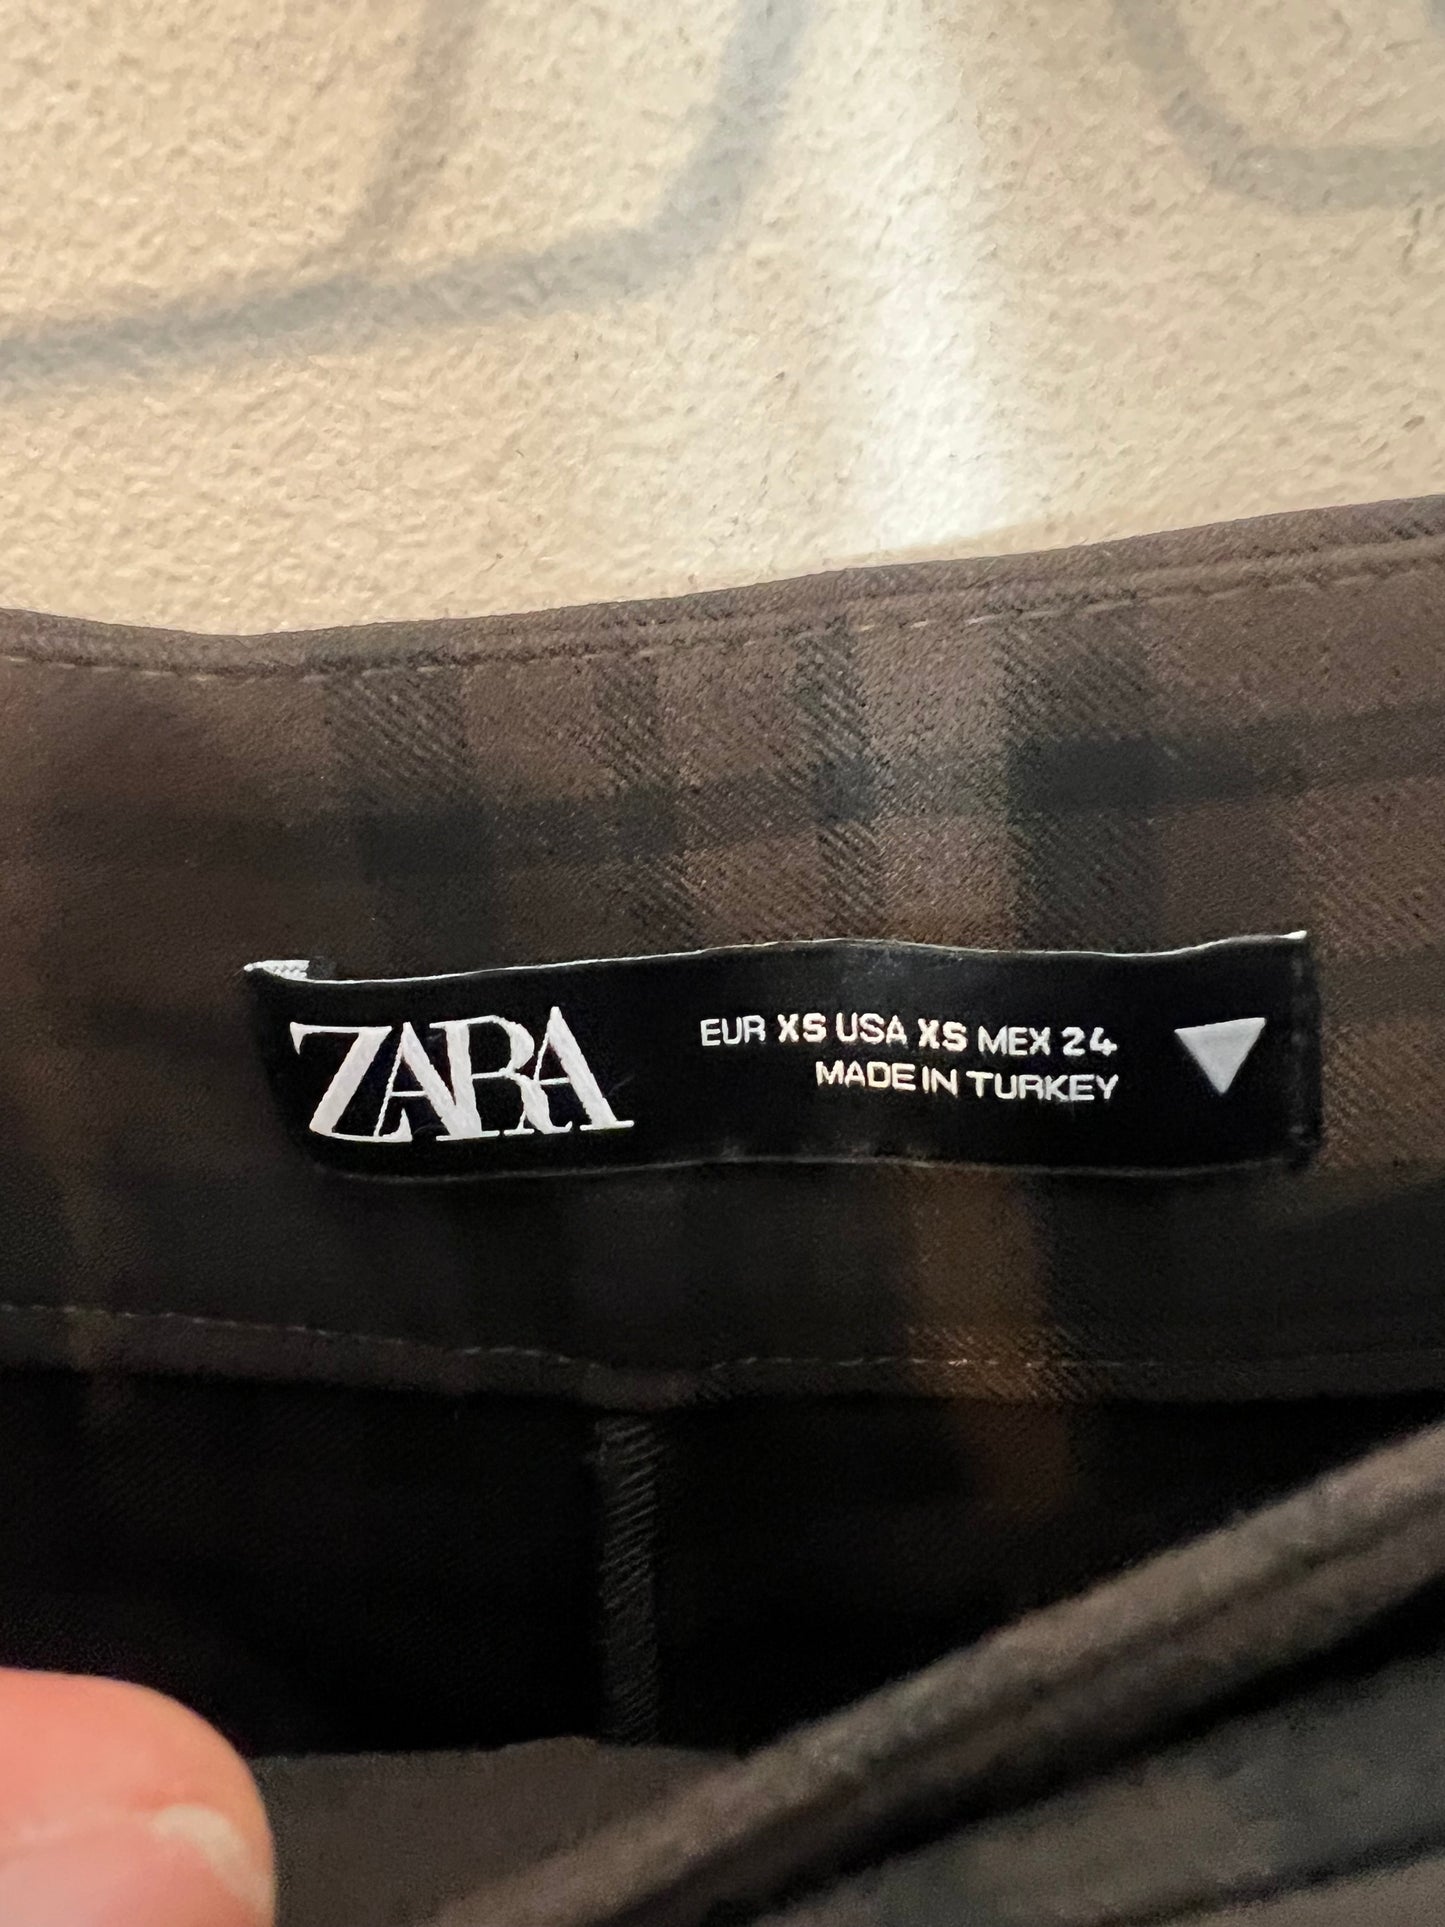 ZARA
EUR XS USA XS MEX 24
MADE IN TURKEY